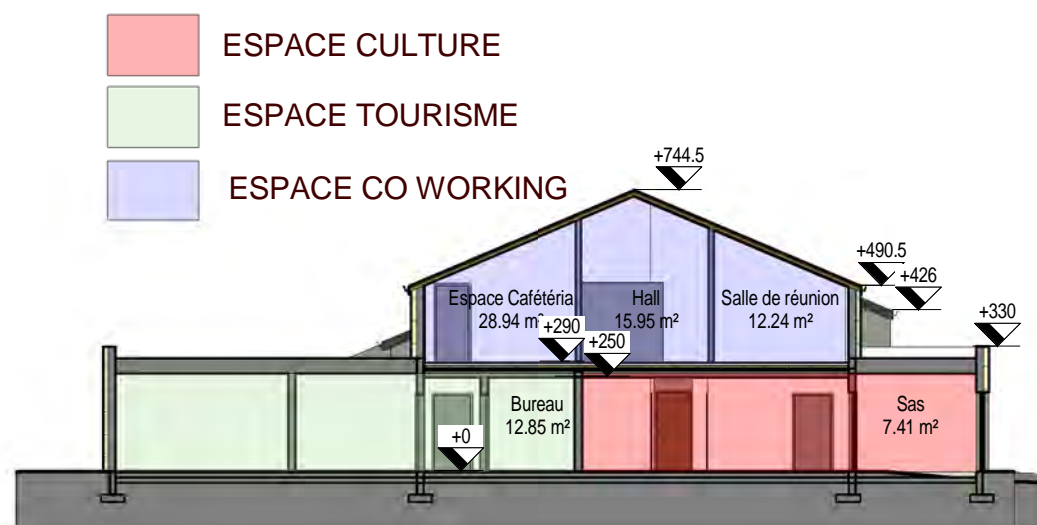 ESPACE CULTURE
ESPACE TOURISME
ESPACE CO WORKING
+744.5
+490.5
+426
+330
Espace Cafétéria
28.94 m²
Hall
15.95 m²
Salle de réunion
12.24 m²
+290
+250
Bureau
12.85 m²
Sas
7.41 m²
+0